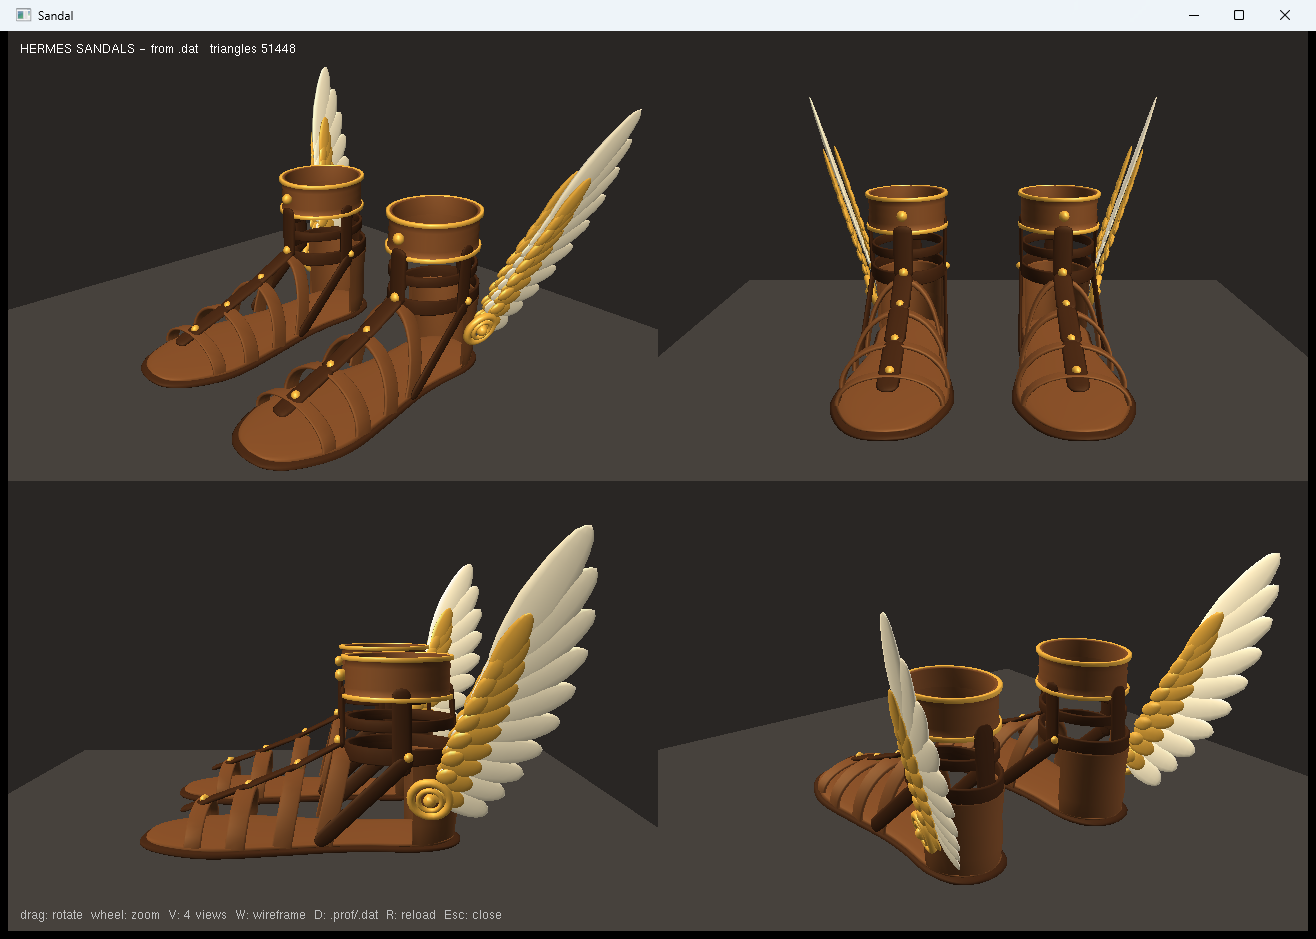 Sandal
HERMES SANDALS - from .dat triangles 51448
drag: rotate wheel: zoom V: 4 views W: wireframe D: .prof/.dat R: reload Esc: close